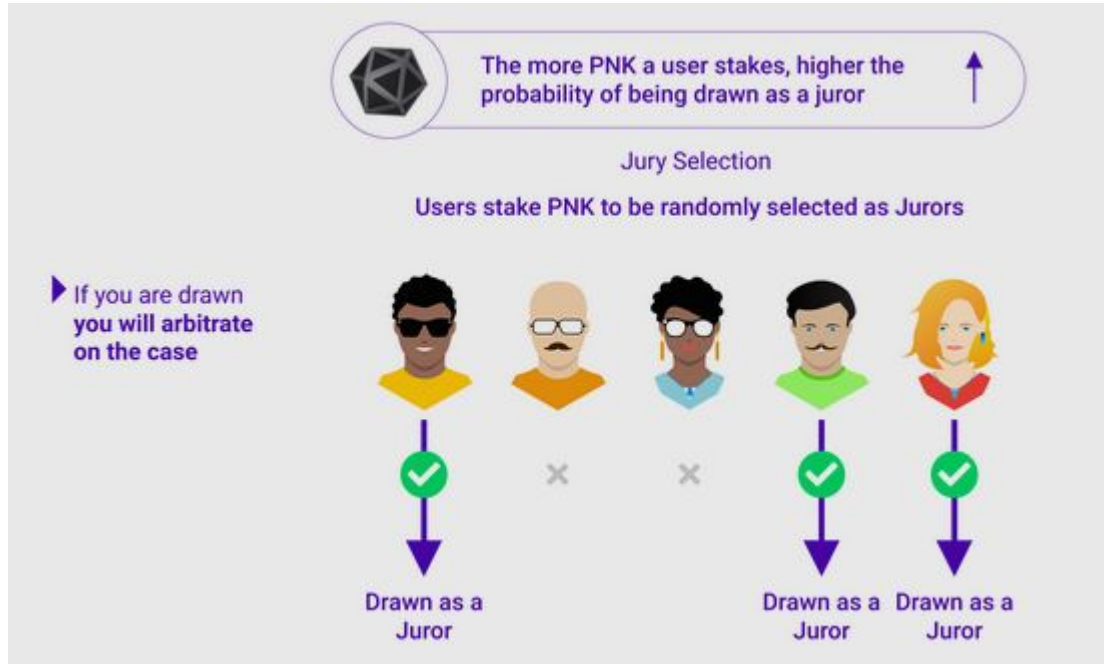 The more PNK a user stakes, higher the
probability of being drawn as a juror
Jury Selection
Users stake PNK to be randomly selected as Jurors
If you are drawn
you will arbitrate
on the case
Drawn as a
Juror
Drawn as a
Juror
Drawn as a
Juror